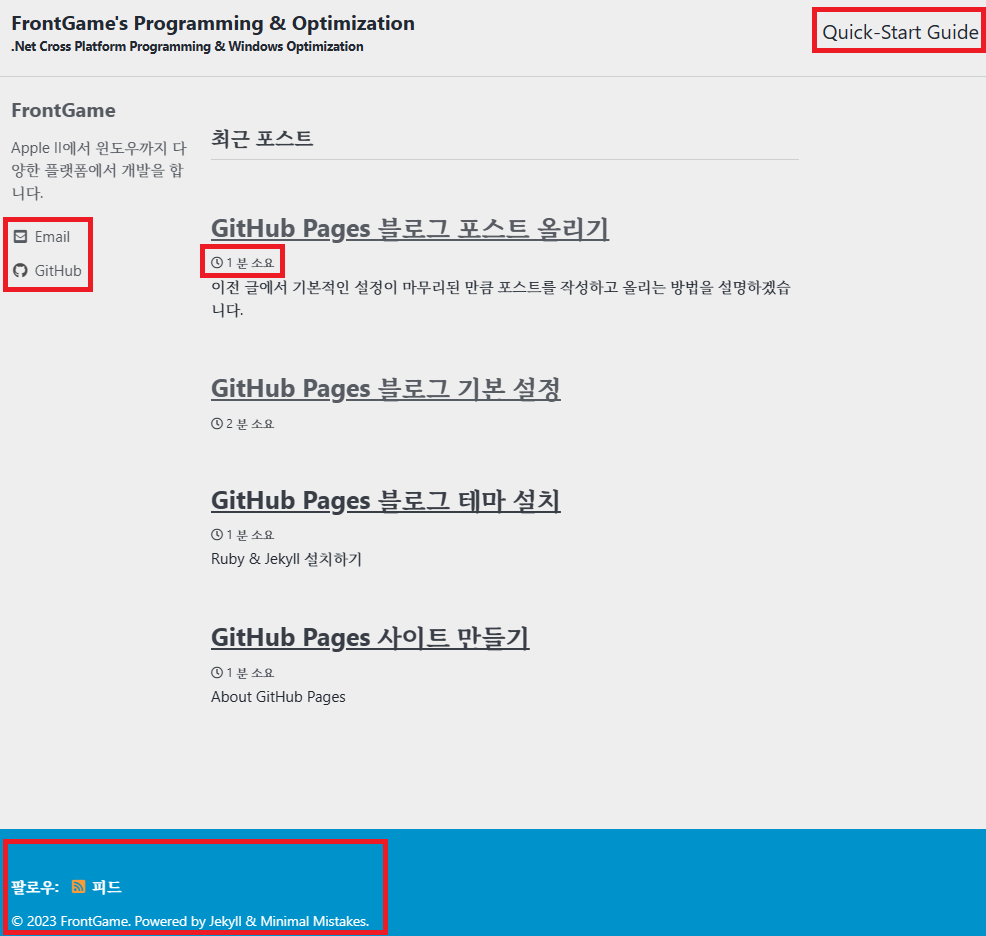 FrontGame's Programming & Optimization
.Net Cross Platform Programming & Windows Optimization
Quick-Start Guide
FrontGame
Apple II에서 윈도우까지 다
양한 플랫폼에서 개발을 합
니다.
Email
GitHub
최근 포스트
GitHub Pages 블로그 포스트 올리기
1 분 소요
이전 글에서 기본적인 설정이 마무리된 만큼 포스트를 작성하고 올리는 방법을 설명하겠습
니다.
GitHub Pages 블로그 기본 설정
2 분 소요
GitHub Pages 블로그 테마 설치
1 분 소요
Ruby & Jekyll 설치하기
GitHub Pages 사이트 만들기
1 분 소요
About GitHub Pages
팔로우: 피드
© 2023 FrontGame. Powered by Jekyll & Minimal Mistakes.